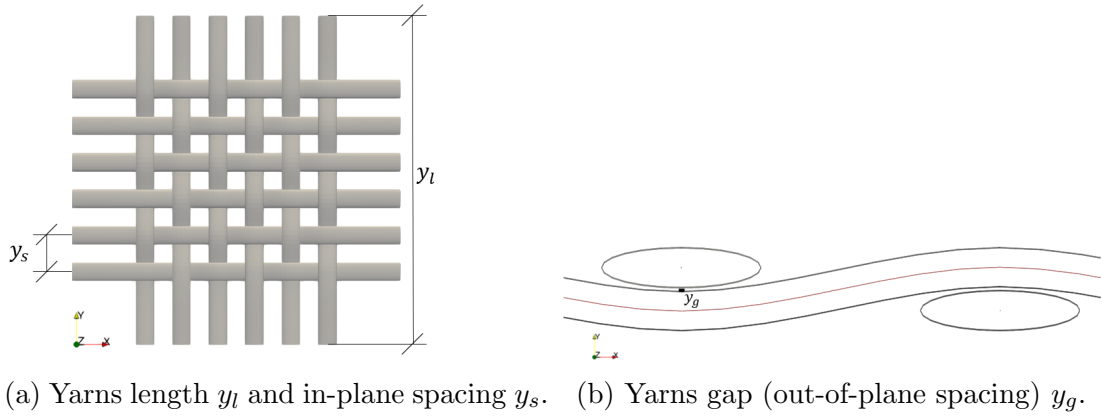 y_l
y_s
Y
Z
X
y_g
Y
Z
X
(a) Yarns length y_l and in-plane spacing y_s.
(b) Yarns gap (out-of-plane spacing) y_g.